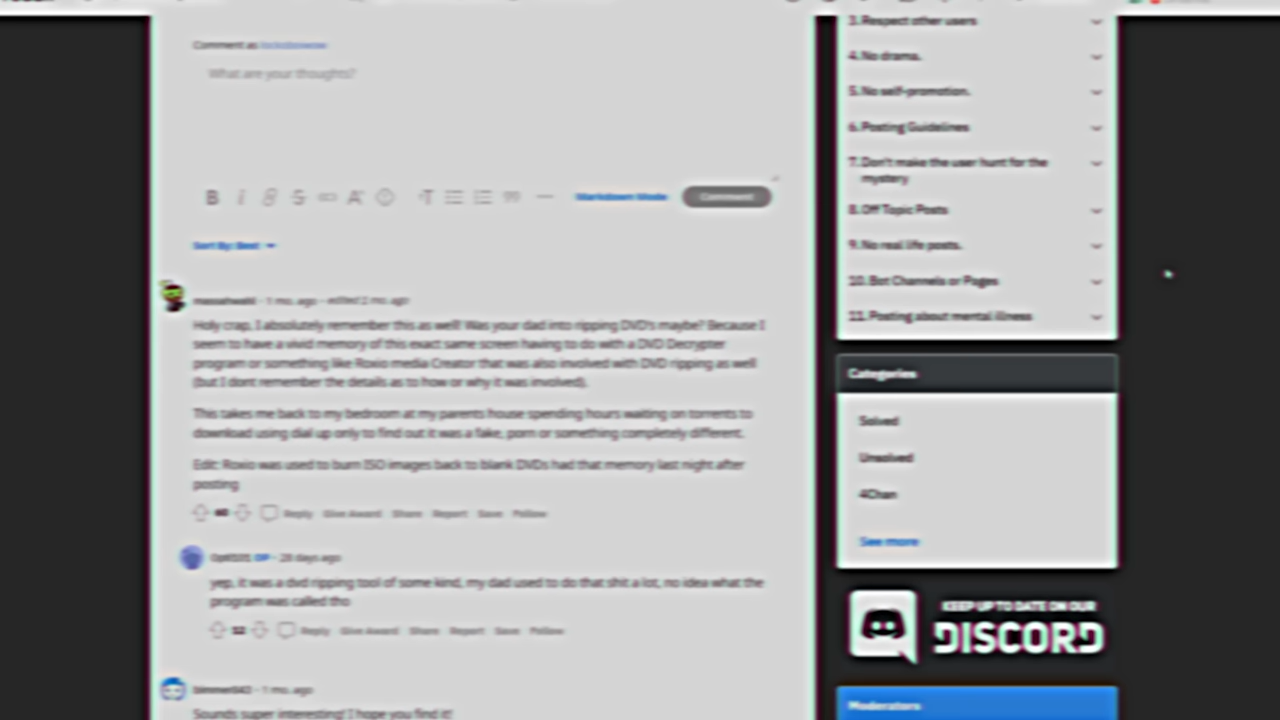 Comment as
What are your thoughts?
Markdown Mode
Comment
Sort By: Best
1 mo. ago · edited 2 mo. ago
Holy crap, I absolutely remember this as well! Was your dad into ripping DVD's maybe? Because I
seem to have a vivid memory of this exact same screen having to do with a DVD Decrypter
program or something like Roxio media Creator that was also involved with DVD ripping as well
(but I dont remember the details as to how or why it was involved).
This takes me back to my bedroom at my parents house spending hours waiting on torrents to
download using dial up only to find out it was a fake, porn or something completely different.
Edit: Roxio was used to burn ISO images back to blank DVDs had that memory last night after
posting
Reply Give Award Share Report Save Follow
OP · 28 days ago
yep, it was a dvd ripping tool of some kind, my dad used to do that shit a lot, no idea what the
program was called tho
Reply Give Award Share Report Save Follow
1 mo. ago
Sounds super interesting! I hope you find it!
3. Respect other users
4. No drama.
5. No self-promotion.
6. Posting Guidelines
7. Don't make the user hunt for the
mystery
8. Off Topic Posts
9. No real life posts.
10. Bot Channels or Pages
11. Posting about mental illness
Categories
Solved
Unsolved
4Chan
See more
KEEP UP TO DATE ON OUR
DISCORD
Moderators